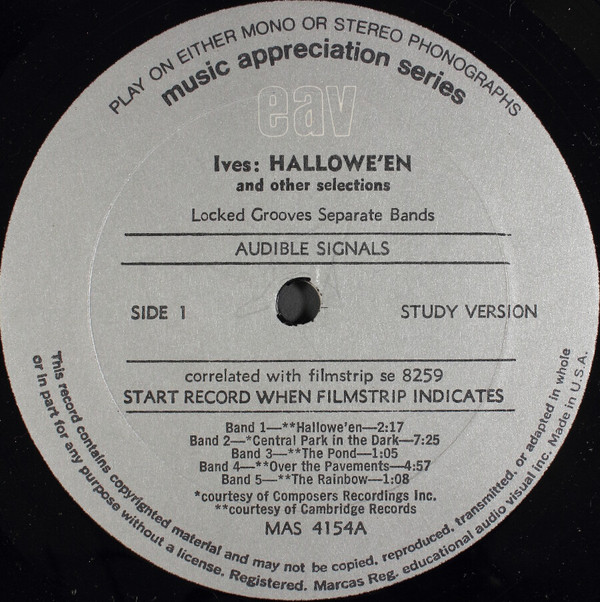 PLAY ON EITHER MONO OR STEREO PHONOGRAPHS
music appreciation series
eav
Ives: HALLOWE'EN
and other selections
Locked Grooves Separate Bands
AUDIBLE SIGNALS
SIDE 1
STUDY VERSION
correlated with filmstrip se 8259
START RECORD WHEN FILMSTRIP INDICATES
Band 1—**Hallowe'en—2:17
Band 2—*Central Park in the Dark—7:25
Band 3—**The Pond—1:05
Band 4—**Over the Pavements—4:57
Band 5—**The Rainbow—1:08
*courtesy of Composers Recordings Inc.
**courtesy of Cambridge Records
MAS 4154A
This record contains copyrighted material and may not be copied, reproduced, transmitted, or adapted in whole
or in part for any purpose without a license. Registered. Marcas Reg. educational audio visual inc. Made in U.S.A.